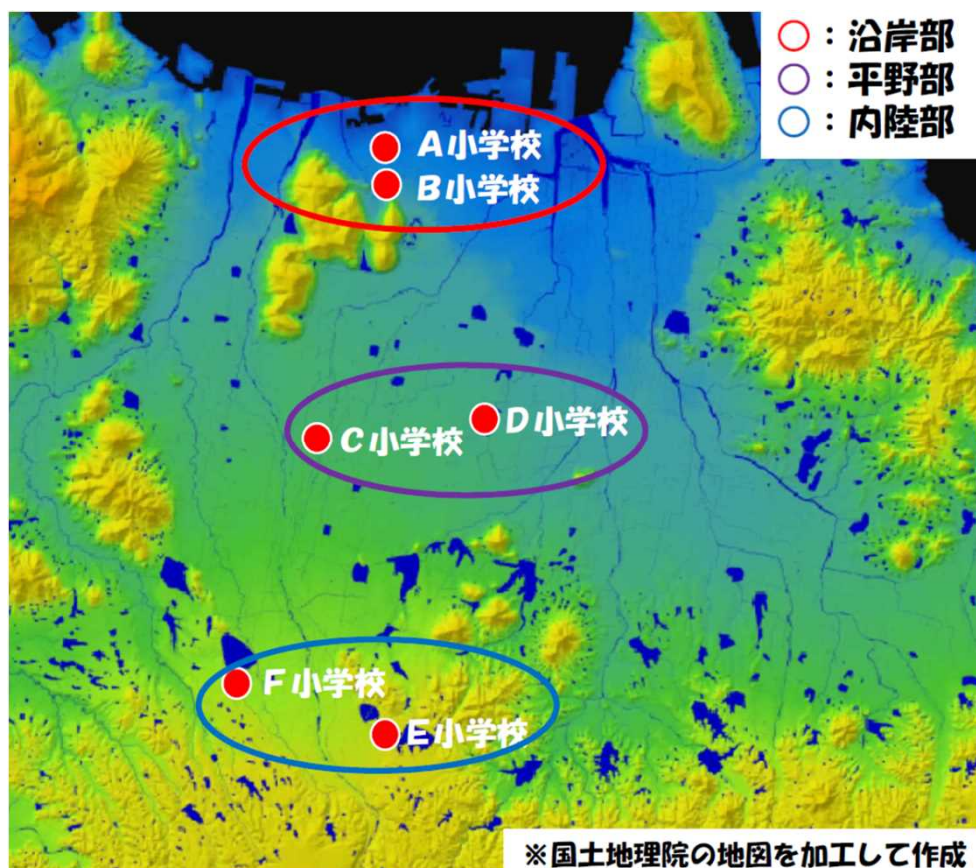 ：沿岸部
：平野部
：内陸部
A小学校
B小学校
D小学校
C小学校
F小学校
E小学校
※国土地理院の地図を加工して作成